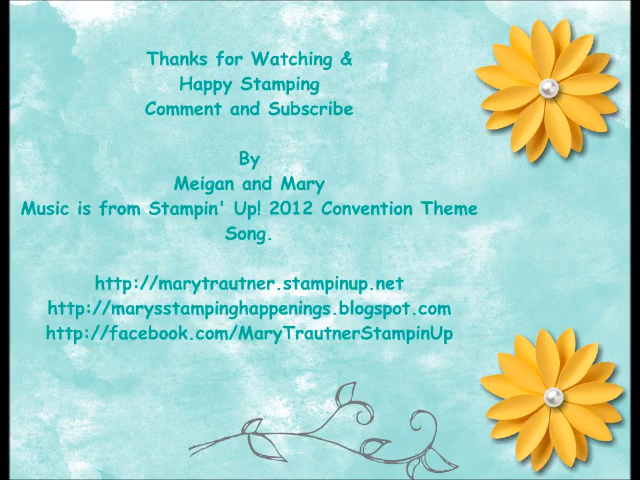 Thanks for Watching &
Happy Stamping
Comment and Subscribe
By
Meigan and Mary
Music is from Stampin' Up! 2012 Convention Theme
Song.
http://marytrautner.stampinup.net
http://marysstampinghappenings.blogspot.com
http://facebook.com/MaryTrautnerStampinUp